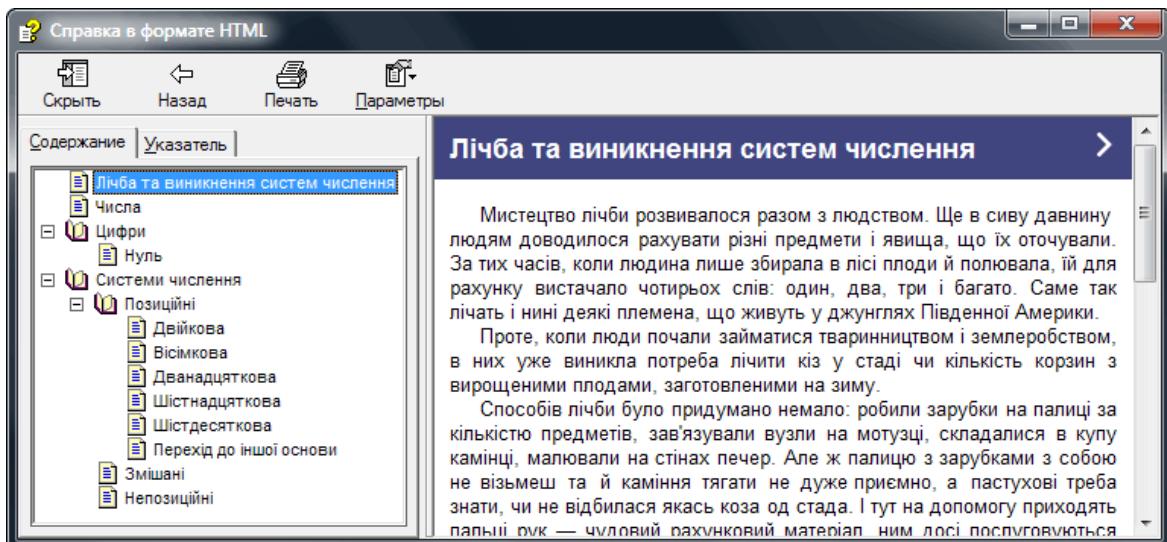 Справка в формате HTML
Скрыть Назад Печать Параметры
Содержание Указатель
Лічба та виникнення систем числення
Числа
Цифри
Нуль
Системи числення
Позиційні
Двійкова
Вісімкова
Дванадцяткова
Шістнадцяткова
Шістдесяткова
Перехід до іншої основи
Змішані
Непозиційні
Лічба та виникнення систем числення
Мистецтво лічби розвивалося разом з людством. Ще в сиву давнину
людям доводилося рахувати різні предмети і явища, що їх оточували.
За тих часів, коли людина лише збирала в лісі плоди й полювала, їй для
рахунку вистачало чотирьох слів: один, два, три і багато. Саме так
лічать і нині деякі племена, що живуть у джунглях Південної Америки.
Проте, коли люди почали займатися тваринництвом і землеробством,
в них уже виникла потреба лічити кіз у стаді чи кількість корзин з
вирощеними плодами, заготовленими на зиму.
Способів лічби було придумано немало: робили зарубки на палиці за
кількістю предметів, зав'язували вузли на мотузці, складалися в купу
камінці, малювали на стінах печер. Але ж палицю з зарубками з собою
не візьмеш та й каміння тягати не дуже приємно, а пастухові треба
знати, чи не відбилася якась коза од стада. І тут на допомогу приходять
пальці рук — чудовий рахунковий матеріал, ним досі послуговуються